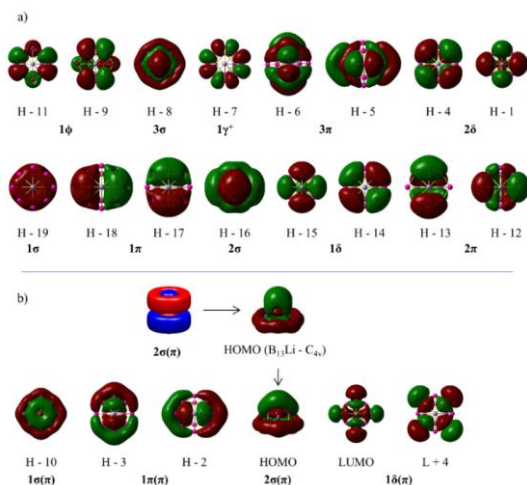 a)
H - 11 H - 9 H - 8 H - 7 H - 6 H - 5 H - 4 H - 1
1ϕ 3σ 1γ⁺ 3π 2δ
H - 19 H - 18 H - 17 H - 16 H - 15 H - 14 H - 13 H - 12
1σ 1π 2σ 1δ 2π
b)
2σ(π) HOMO (B₁₃Li - C₄ᵥ)
H - 10 H - 3 H - 2 HOMO LUMO L + 4
1σ(π) 1π(π) 2σ(π) 1δ(π)